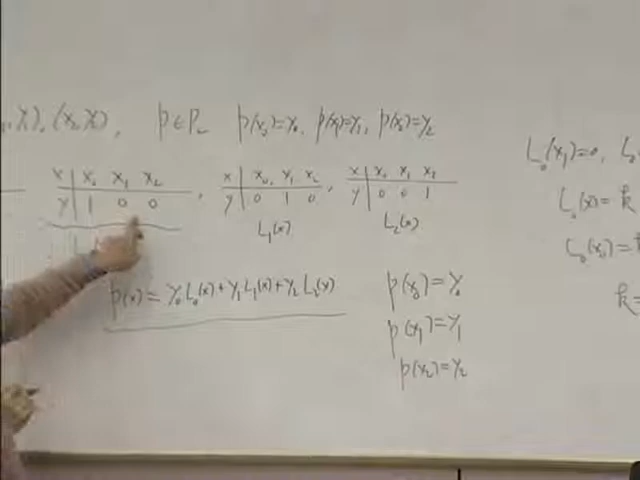 (x₂, y₂), p ∈ P₂ p(x₀)=y₀, p(x₁)=y₁, p(x₂)=y₂
x | x₀ x₁ x₂ , x | x₀, x₁ x₂ , x | x₀ x₁ x₂
y | 1 0 0 y | 0 1 0 y | 0 0 1
L₁(x) L₂(x)
p(x) = y₀L₀(x)+y₁L₁(x)+y₂L₂(x)
p(x₀)=y₀
p(x₁)=y₁
p(x₂)=y₂
L₀(x₁)=0,
L₀(x)= k
L₀(x₀)=
k=